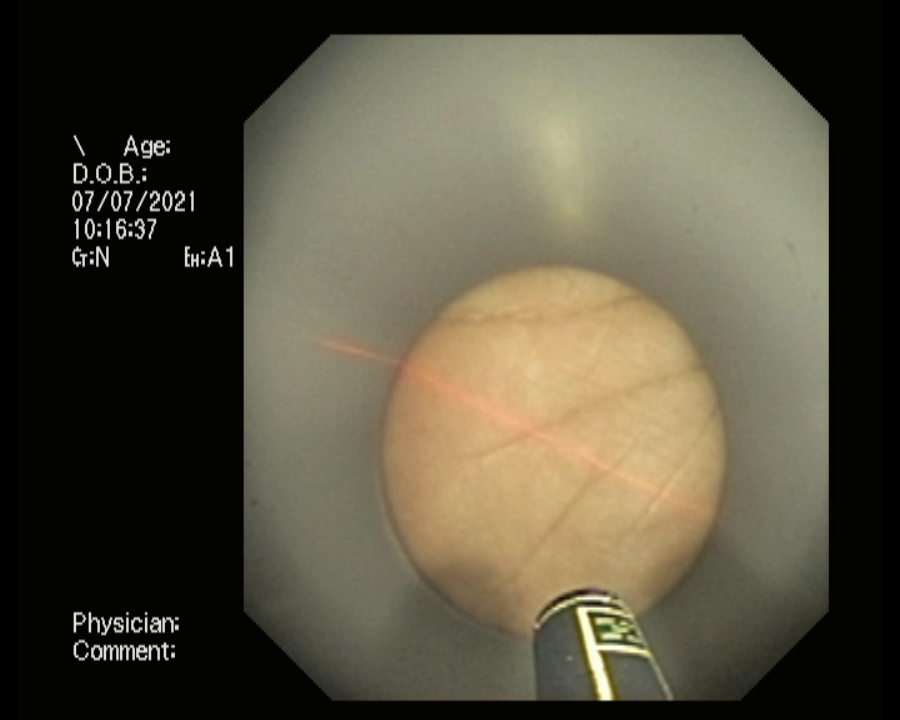 \ Age:
D.O.B.:
07/07/2021
10:16:37
Cr:N EH:A1
Physician:
Comment: